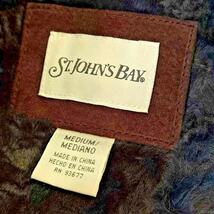 ST. JOHN'S BAY®
MEDIUM/
MEDIANO
MADE IN CHINA
HECHO EN CHINA
RN 93677